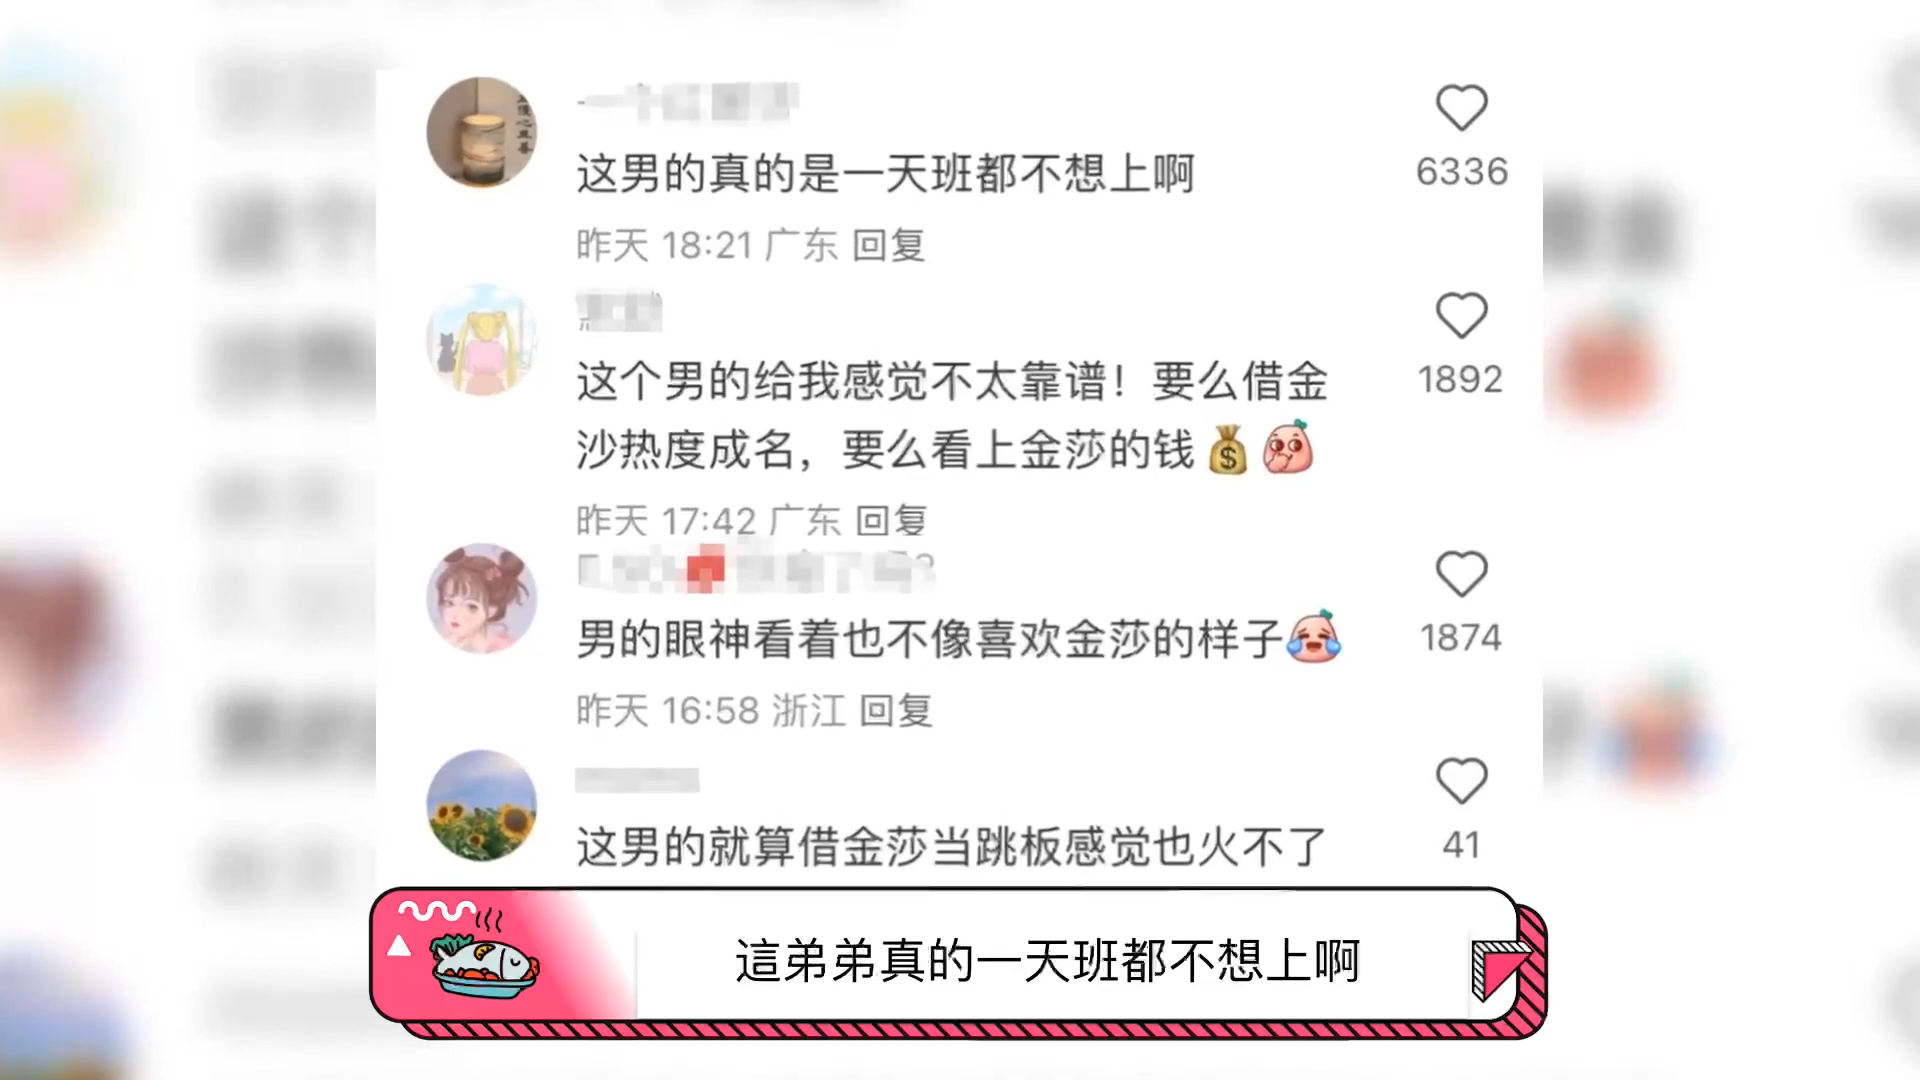 这男的真的是一天班都不想上啊
6336
昨天 18:21 广东 回复
这个男的给我感觉不太靠谱！要么借金
1892
沙热度成名，要么看上金莎的钱
昨天 17:42 广东 回复
男的眼神看着也不像喜欢金莎的样子
1874
昨天 16:58 浙江 回复
这男的就算借金莎当跳板感觉也火不了
41
這弟弟真的一天班都不想上啊